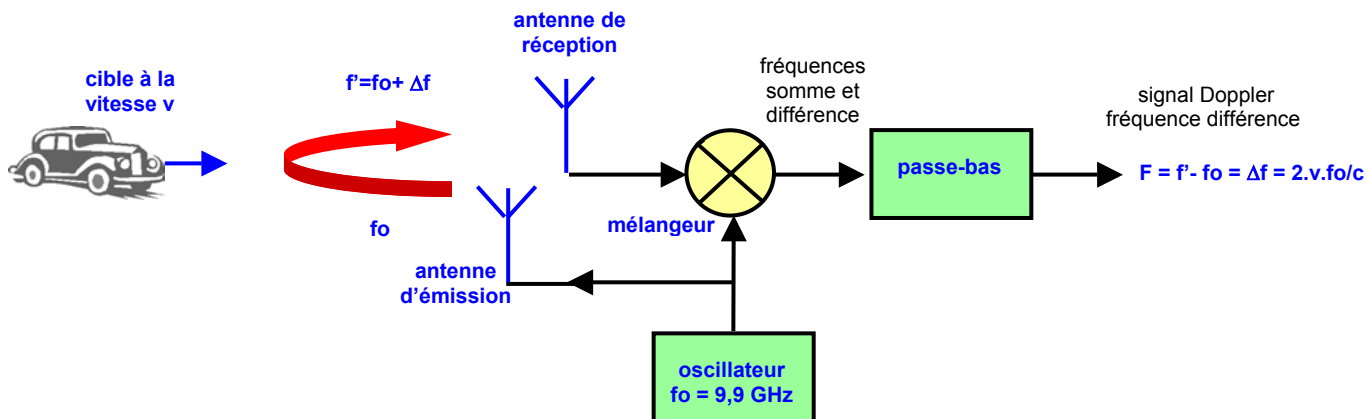 antenne de
réception
cible à la
vitesse v
f'=fo+ Δf
fréquences
somme et
différence
signal Doppler
fréquence différence
passe-bas
F = f'- fo = Δf = 2.v.fo/c
fo
mélangeur
antenne
d’émission
oscillateur
fo = 9,9 GHz